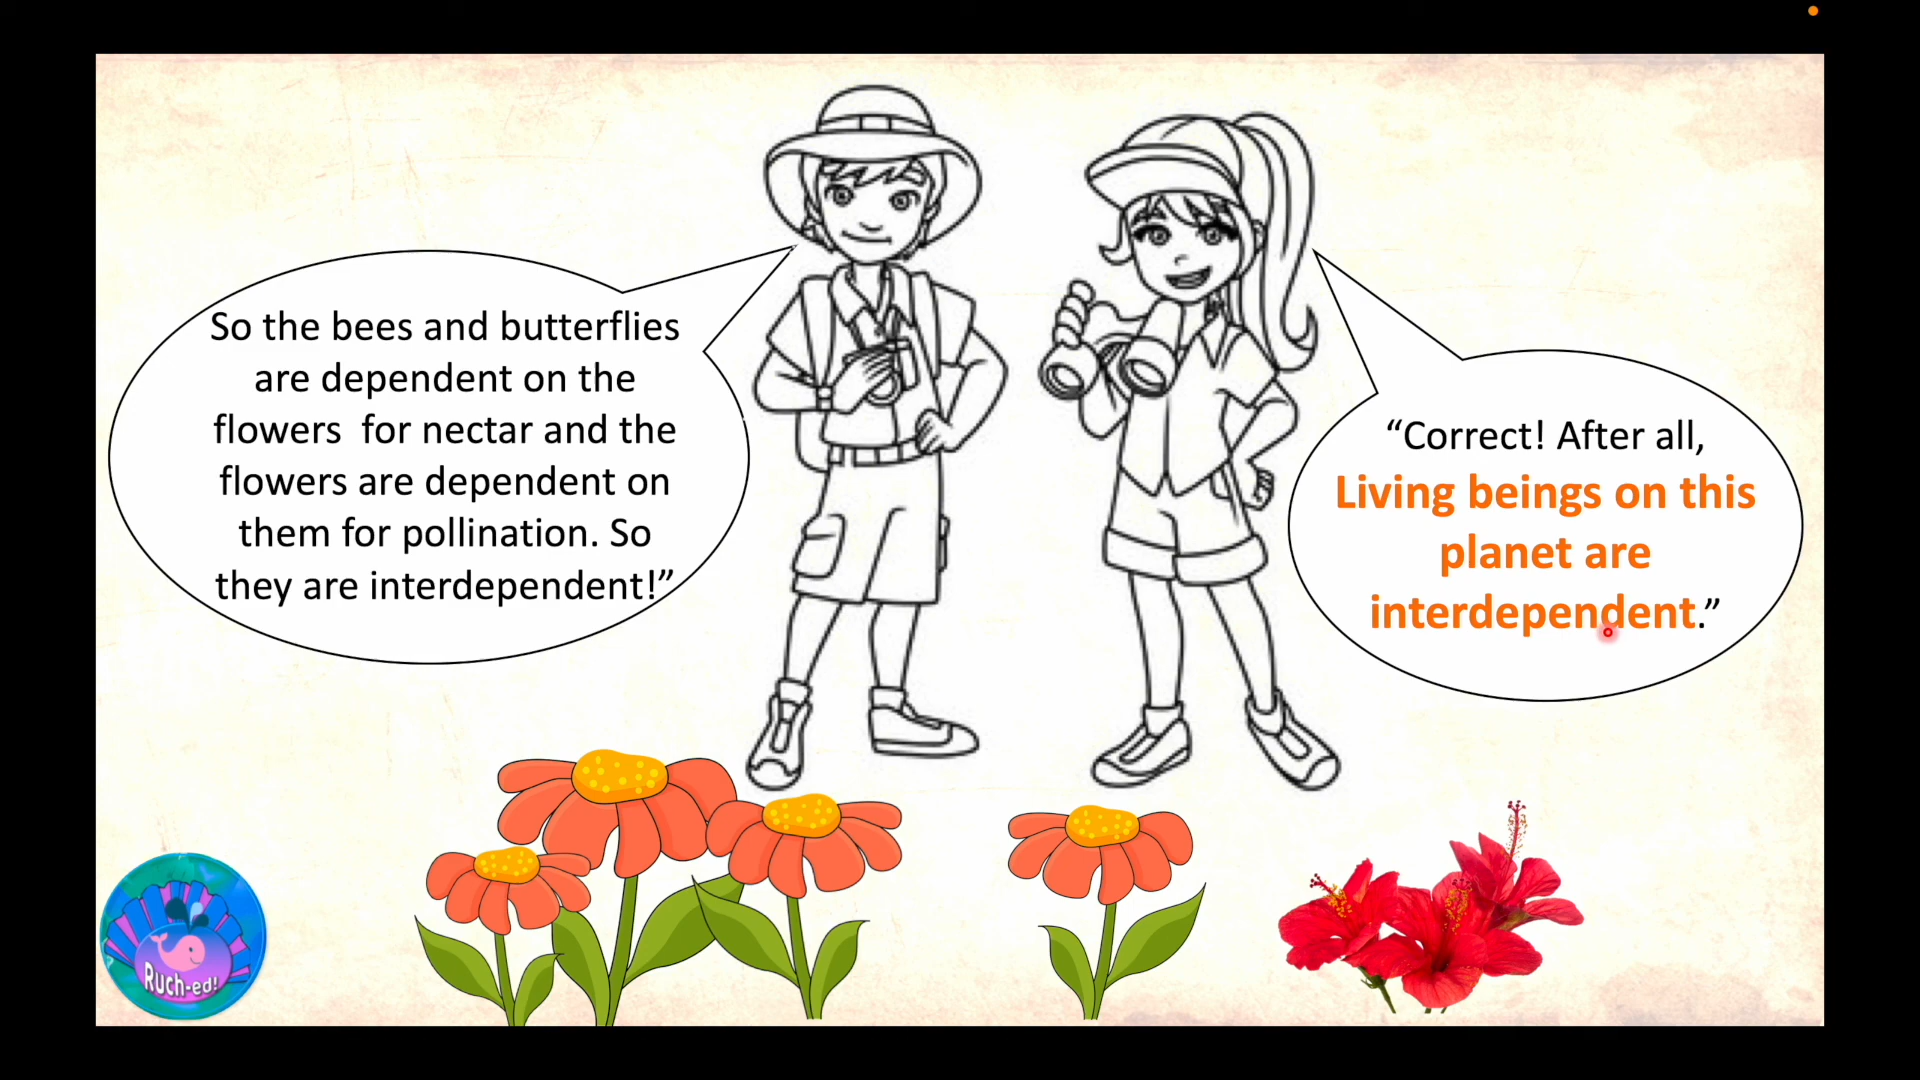 So the bees and butterflies
are dependent on the
flowers  for nectar and the
flowers are dependent on
them for pollination. So
they are interdependent!”
“Correct! After all,
Living beings on this
planet are
interdependent.”
Ruch-ed!